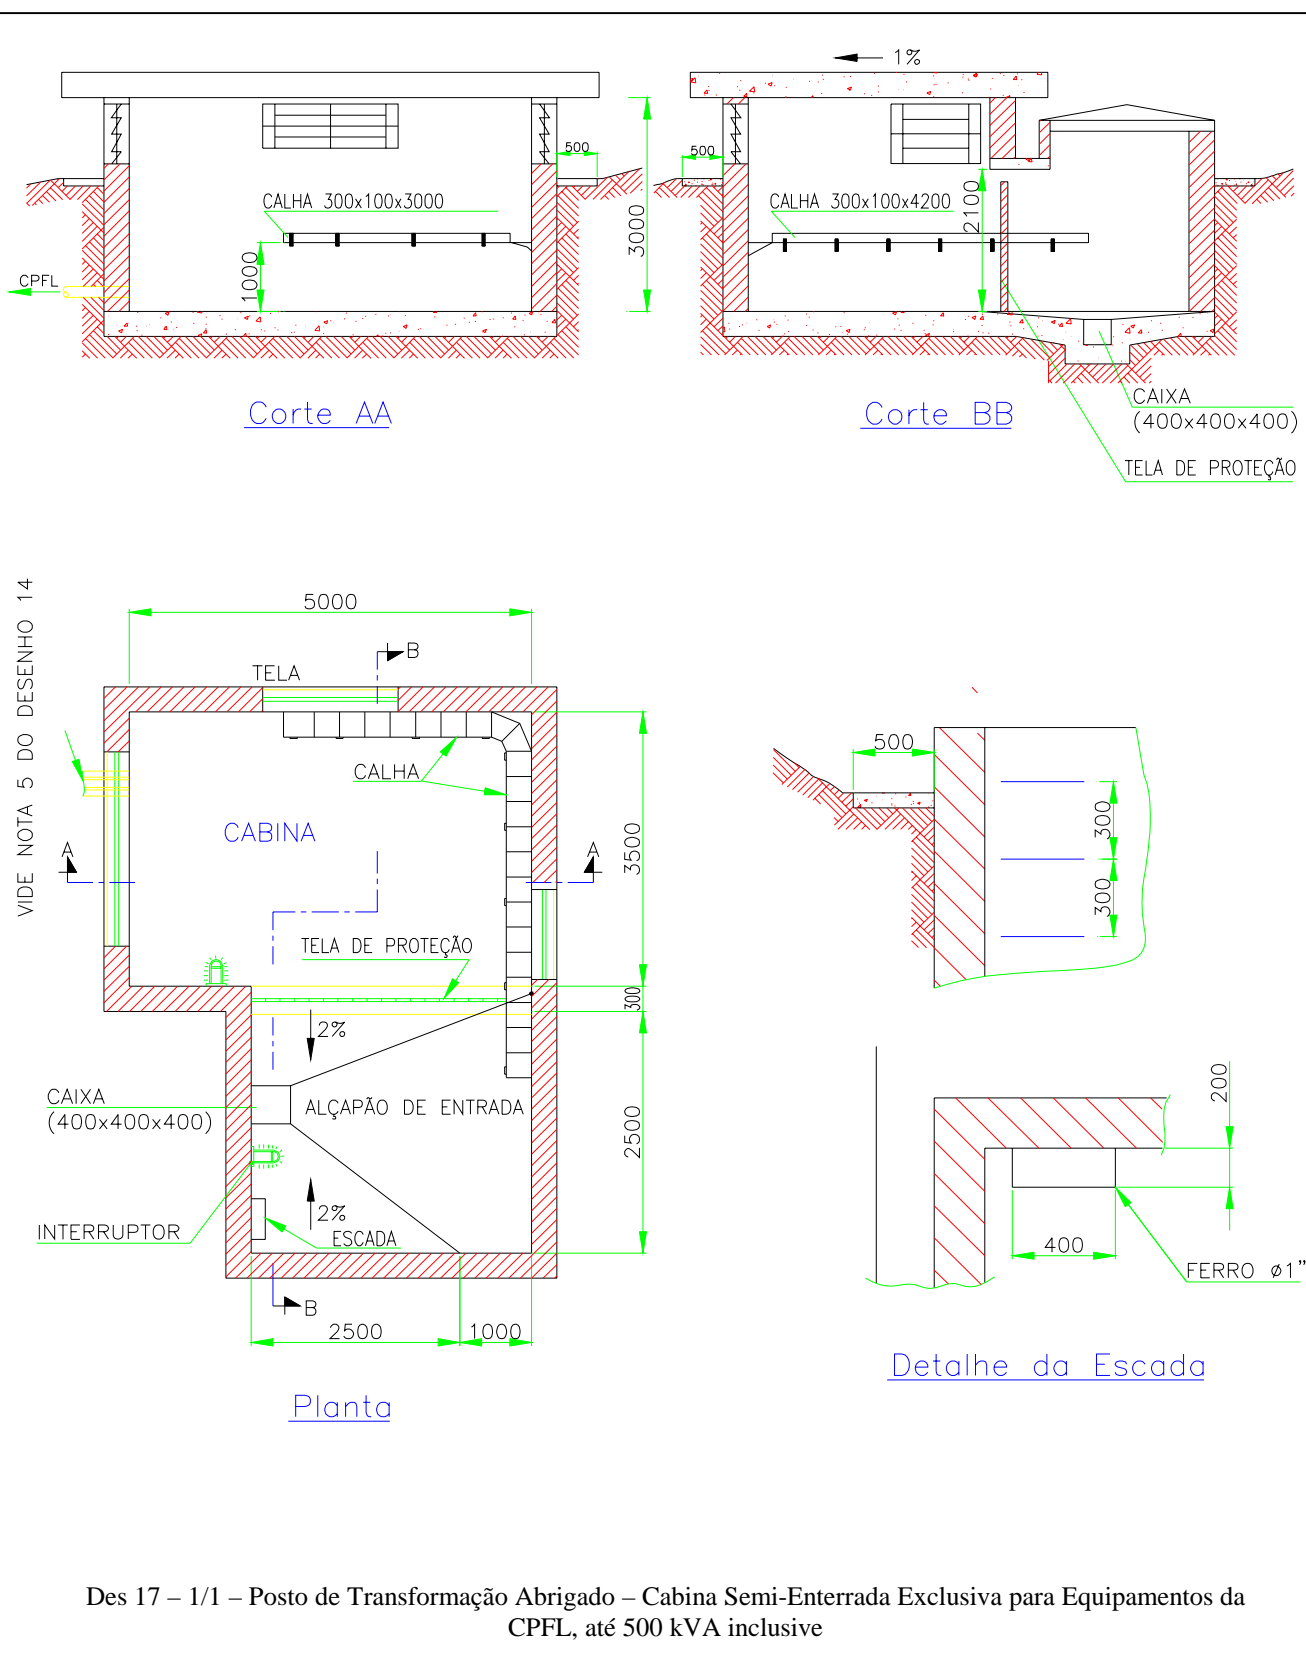 1%
500
500
CALHA 300x100x3000
CALHA 300x100x4200
3000
2100
1000
CPFL
Corte AA
Corte BB
CAIXA
(400x400x400)
TELA DE PROTEÇÃO
VIDE NOTA 5 DO DESENHO 14
5000
B
TELA
CALHA
CABINA
A
A
3500
TELA DE PROTEÇÃO
300
2%
CAIXA
(400x400x400)
ALÇAPÃO DE ENTRADA
2500
INTERRUPTOR
2%
ESCADA
B
2500
1000
Planta
500
300
300
200
400
FERRO ø1"
Detalhe da Escada
Des 17 – 1/1 – Posto de Transformação Abrigado – Cabina Semi-Enterrada Exclusiva para Equipamentos da
CPFL, até 500 kVA inclusive